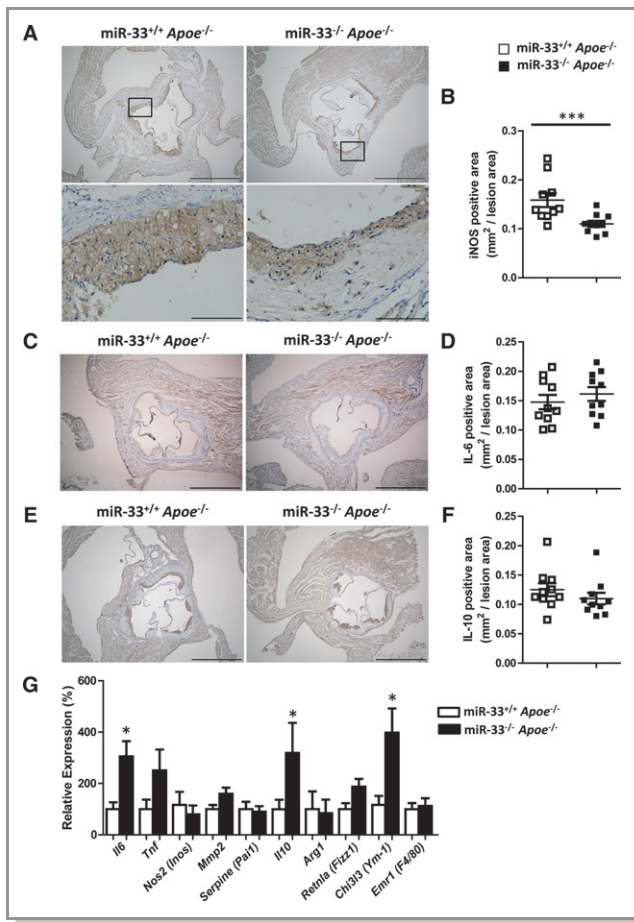 A
miR-33+/+ Apoe-/-
miR-33-/- Apoe-/-
miR-33+/+ Apoe-/-
miR-33-/- Apoe-/-
B
***
iNOS positive area
(mm2 / lesion area)
0.3
0.2
0.1
0.0
C
miR-33+/+ Apoe-/-
miR-33-/- Apoe-/-
D
IL-6 positive area
(mm2 / lesion area)
0.20
0.15
0.10
0.05
0.00
E
miR-33+/+ Apoe-/-
miR-33-/- Apoe-/-
F
IL-10 positive area
(mm2 / lesion area)
0.25
0.20
0.15
0.10
0.05
0.00
G
Relative Expression (%)
600
400
200
0
*
*
*
miR-33+/+ Apoe-/-
miR-33-/- Apoe-/-
Il6
Tnf
Nos2 (Inos)
Mmp2
Serpine (Pai1)
Il10
Arg1
Retnla (Fizz1)
Chi3l3 (Ym-1)
Emr1 (F4/80)